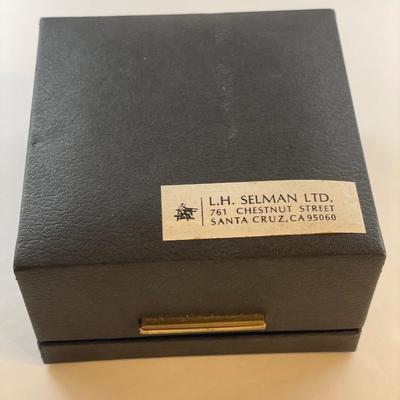 L.H. SELMAN LTD.
761 CHESTNUT STREET
SANTA CRUZ, CA 95060